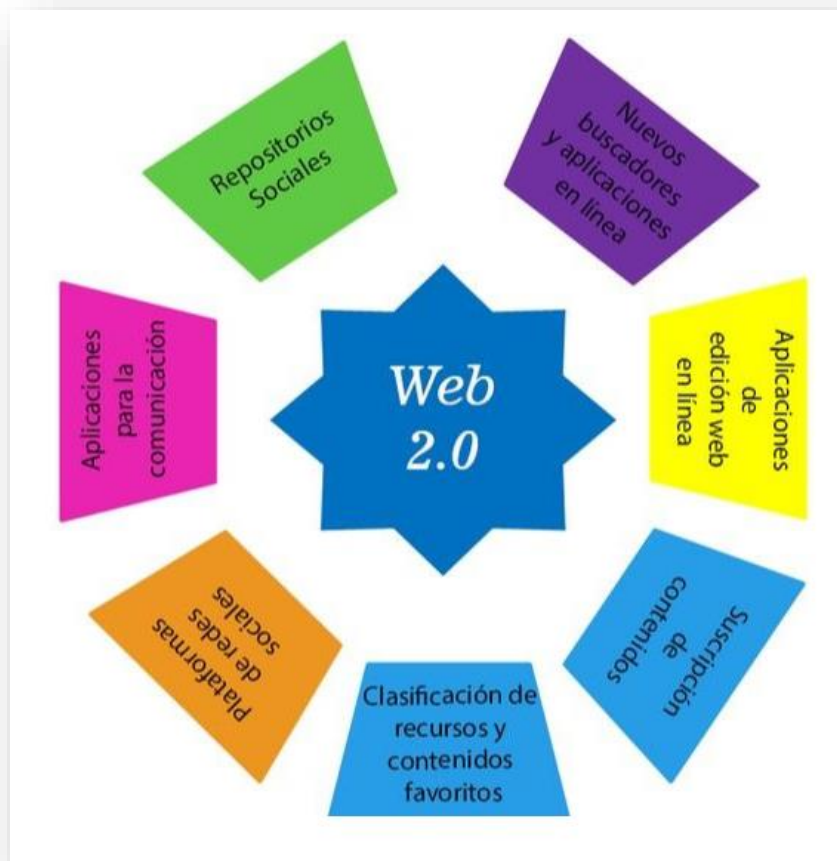 Repositorios
Sociales
Nuevos
buscadores
y aplicaciones
en línea
Aplicaciones
de
edición web
en línea
Suscripción
de
contenidos
Clasificación de
recursos y
contenidos
favoritos
Plataformas
de redes
sociales
Aplicaciones
para la
comunicación
Web
2.0